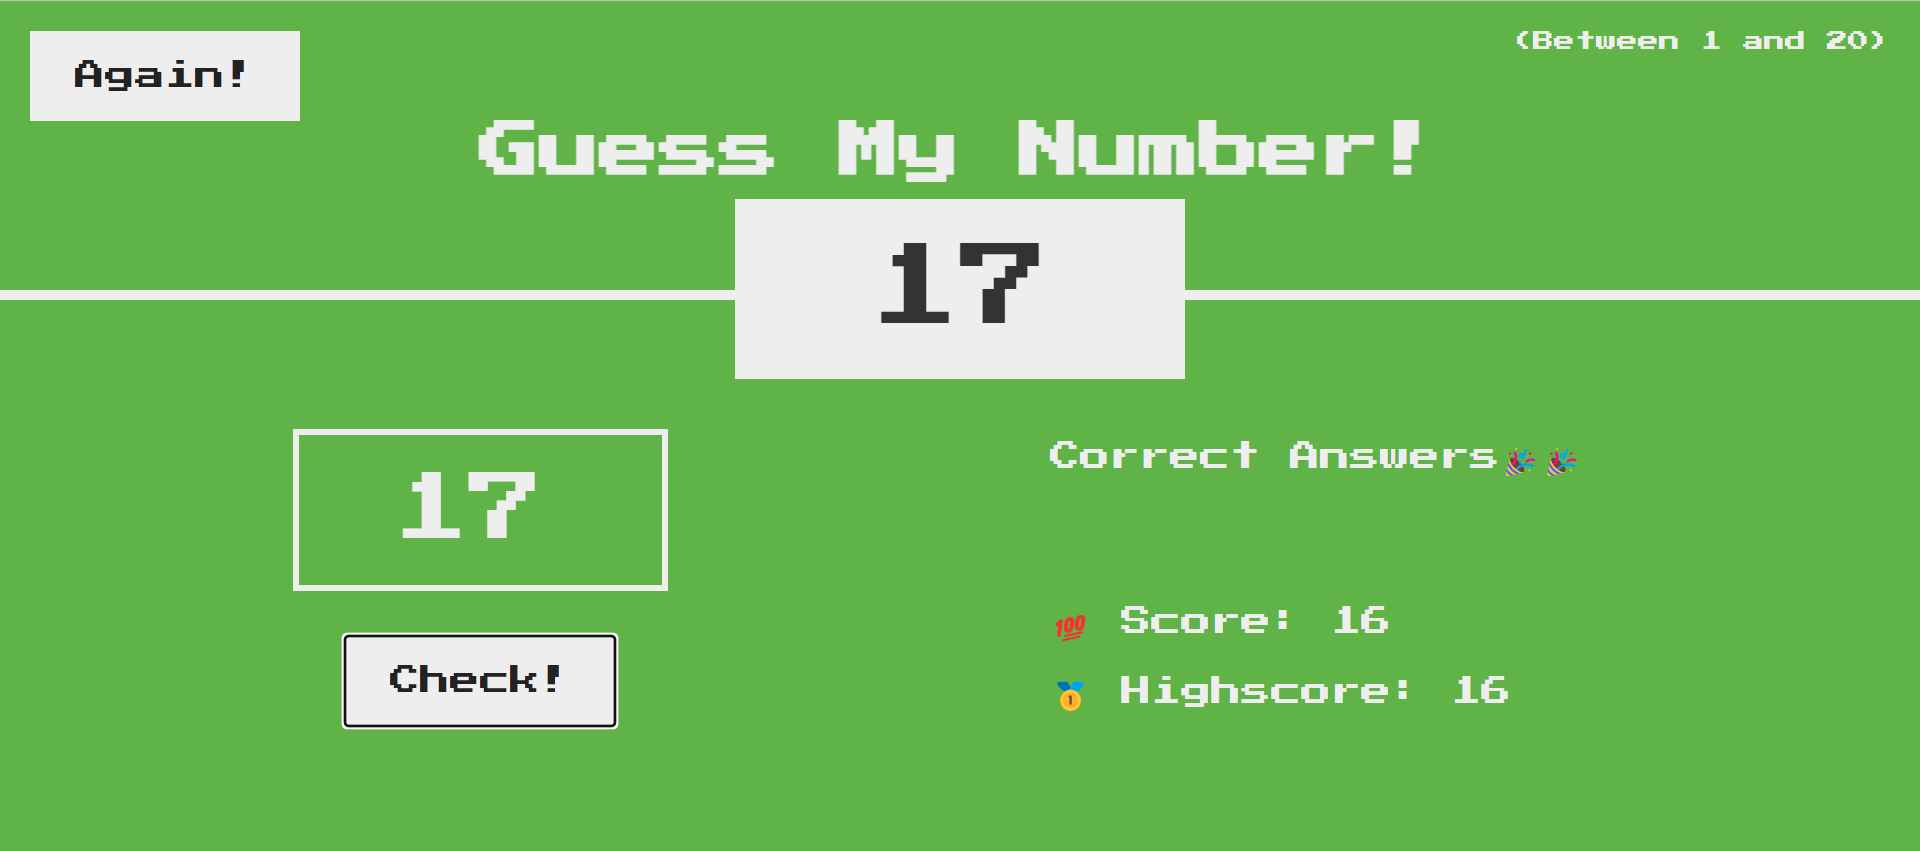 Again!
(Between 1 and 20)
Guess My Number!
17
17
Check!
Correct Answers🎉🎉
💯 Score: 16
🥇 Highscore: 16